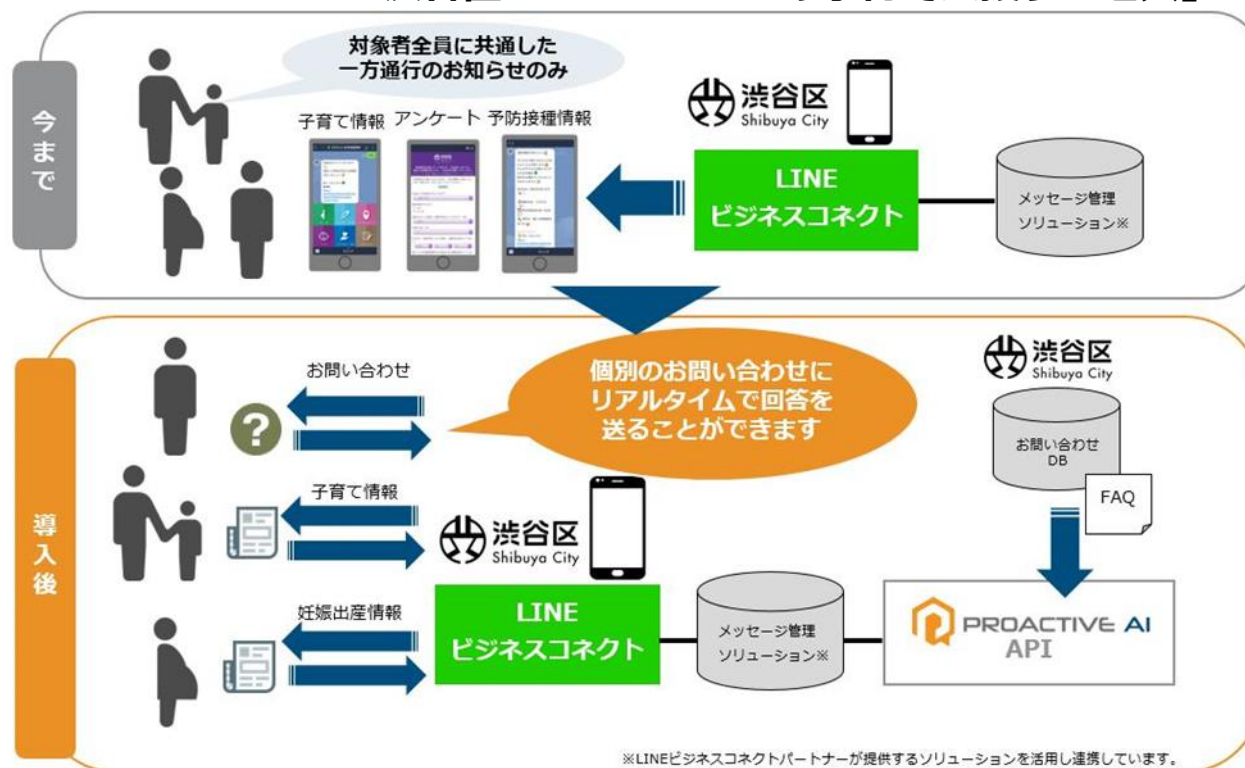 今まで
対象者全員に共通した
一方通行のお知らせのみ
子育て情報
アンケート
予防接種情報
渋谷区
Shibuya City
LINE
ビジネスコネクト
メッセージ管理
ソリューション※
導入後
お問い合わせ
個別のお問い合わせに
リアルタイムで回答を
送ることができます
渋谷区
Shibuya City
お問い合わせ
DB
FAQ
?
子育て情報
渋谷区
Shibuya City
妊娠出産情報
LINE
ビジネスコネクト
メッセージ管理
ソリューション※
PROACTIVE AI
API
※LINEビジネスコネクトパートナーが提供するソリューションを活用し連携しています。